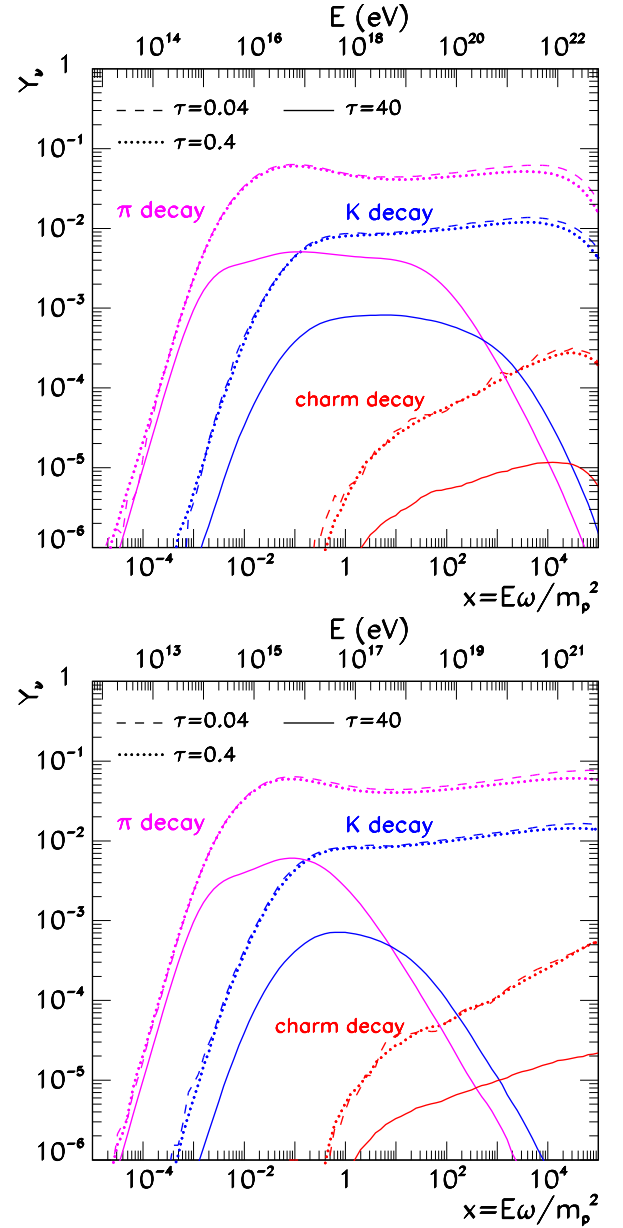 E (eV)
10^14 10^16 10^18 10^20 10^22
Y_ν
1
τ=0.04 τ=40
τ=0.4
10^-1
π decay K decay
10^-2
10^-3
10^-4
charm decay
10^-5
10^-6
10^-4 10^-2 1 10^2 10^4
x=Eω/m_p^2
E (eV)
10^13 10^15 10^17 10^19 10^21
Y_ν
1
τ=0.04 τ=40
τ=0.4
10^-1
π decay K decay
10^-2
10^-3
10^-4
charm decay
10^-5
10^-6
10^-4 10^-2 1 10^2 10^4
x=Eω/m_p^2